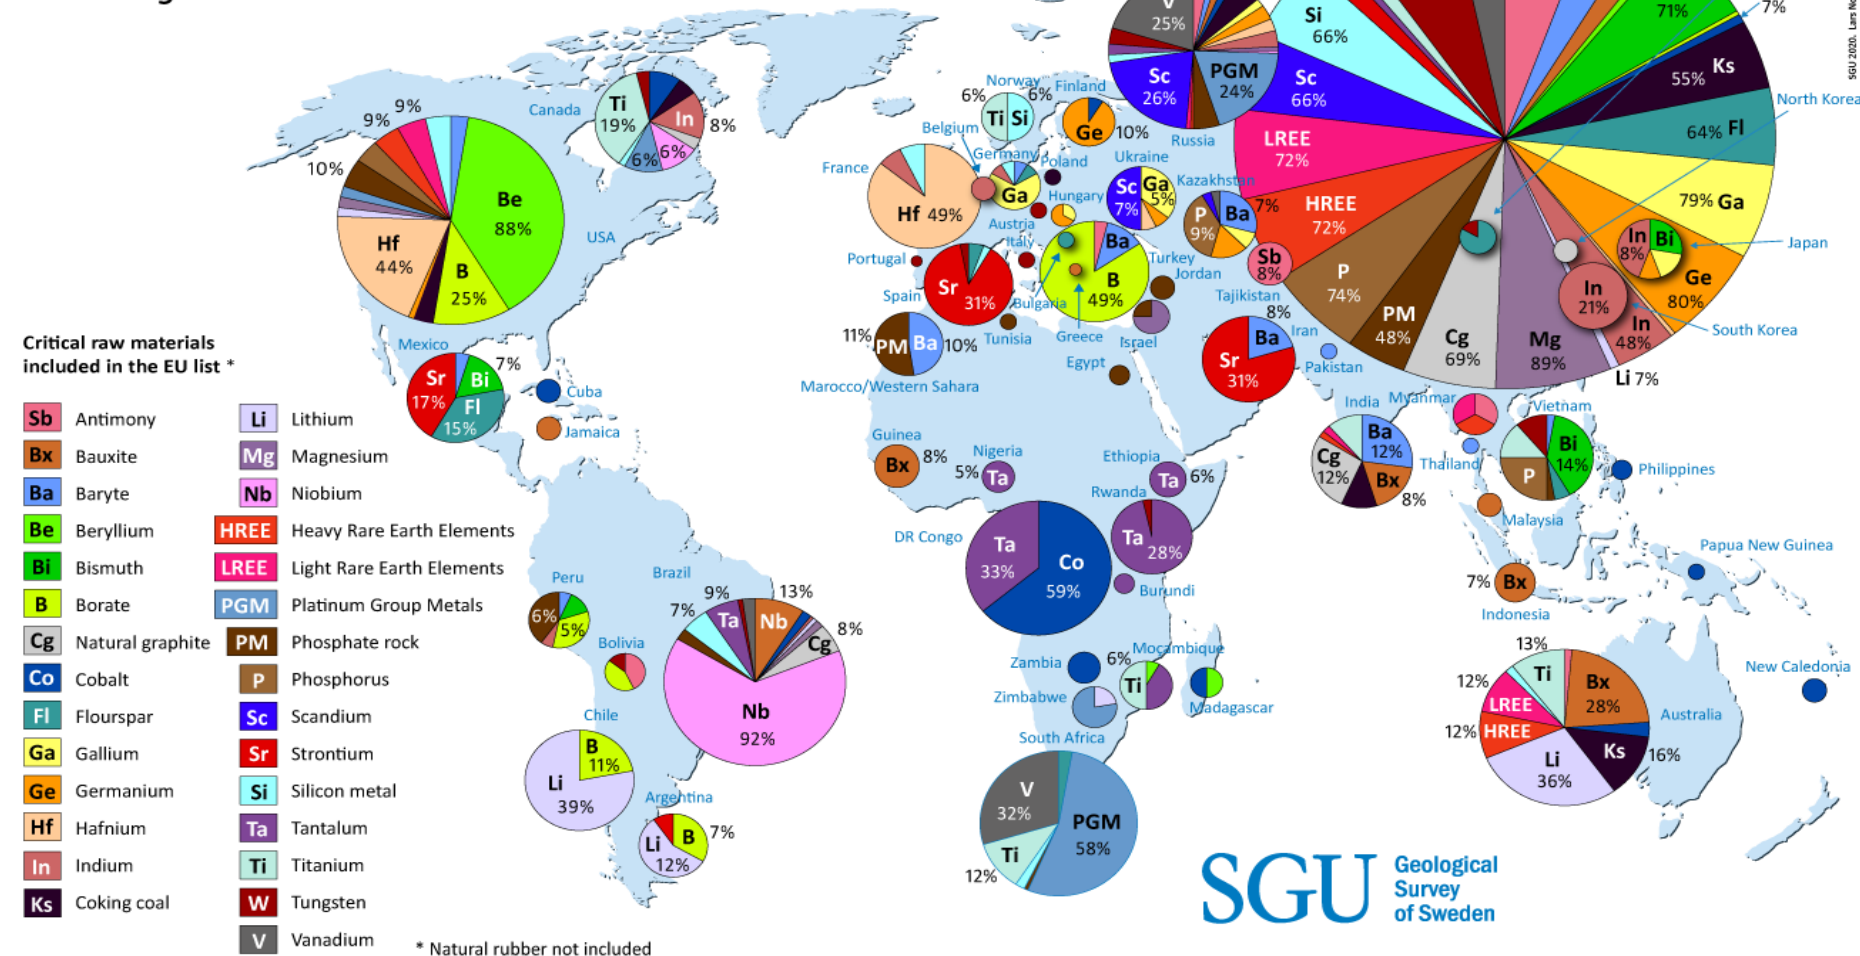 V
25%
Si
66%
71%
7%
SGU 2020.
Sc
26%
PGM
24%
Sc
66%
55% Ks
North Korea
64% Fl
LREE
72%
79% Ga
HREE
72%
7%
P
74%
PM
48%
Cg
69%
Mg
89%
Li 7%
In
48%
Ge
80%
In
8%
Bi
Japan
In
21%
South Korea
Russia
Canada
Ti
19%
In
8%
6%
6%
9%
9%
10%
Be
88%
Hf
44%
B
25%
USA
Norway
6%
6%
Ti Si
Finland
Ge
10%
Belgium
France
Germany
Ga
Poland
Ukraine
Sc
7%
Ga
5%
Kazakhstan
P
9%
Ba
Hf 49%
Hungary
Austria
Italy
Portugal
Spain
Sr
31%
Bulgaria
Ba
B
49%
Turkey
Jordan
Sb
8%
Tajikistan
8%
Ba
Sr
31%
Iran
Pakistan
11%
PM
Ba
10%
Tunisia
Greece
Israel
Egypt
Marocco/Western Sahara
Mexico
Sr
17%
Bi
7%
Fl
15%
Cuba
Jamaica
India
Ba
12%
Cg
12%
Bx
8%
Myanmar
Thailand
Vietnam
Bi
14%
P
Philippines
Malaysia
Papua New Guinea
7%
Bx
Indonesia
Guinea
Bx
8%
Nigeria
5%
Ta
Ethiopia
Ta
6%
Rwanda
Ta
28%
DR Congo
Ta
33%
Co
59%
Burundi
Zambia
Zimbabwe
6%
Moçambique
Ti
Madagascar
South Africa
V
32%
PGM
58%
Ti
12%
Peru
6%
5%
Bolivia
Brazil
7%
9%
Ta
Nb
13%
8%
Cg
Nb
92%
Chile
B
11%
Li
39%
Argentina
Li
12%
B
7%
13%
Ti
12%
LREE
12%
HREE
Bx
28%
Ks
16%
Li
36%
Australia
New Caledonia
Critical raw materials
included in the EU list *
Sb Antimony
Bx Bauxite
Ba Baryte
Be Beryllium
Bi Bismuth
B Borate
Cg Natural graphite
Co Cobalt
Fl Flourspar
Ga Gallium
Ge Germanium
Hf Hafnium
In Indium
Ks Coking coal
Li Lithium
Mg Magnesium
Nb Niobium
HREE Heavy Rare Earth Elements
LREE Light Rare Earth Elements
PGM Platinum Group Metals
PM Phosphate rock
P Phosphorus
Sc Scandium
Sr Strontium
Si Silicon metal
Ta Tantalum
Ti Titanium
W Tungsten
V Vanadium
* Natural rubber not included
SGU
Geological
Survey
of Sweden